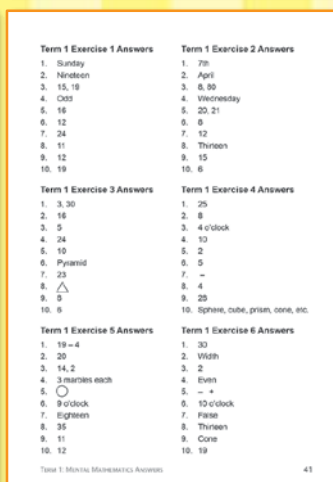 Term 1 Exercise 1 Answers
1. Sunday
2. Nineteen
3. 15, 19
4. Odd
5. 16
6. 12
7. 24
8. 11
9. 12
10. 19
Term 1 Exercise 2 Answers
1. 7th
2. April
3. 8, 80
4. Wednesday
5. 20, 21
6. 8
7. 12
8. Thirteen
9. 15
10. 6
Term 1 Exercise 3 Answers
1. 3, 30
2. 16
3. 5
4. 24
5. 10
6. Pyramid
7. 23
8.
9. 8
10. 6
Term 1 Exercise 4 Answers
1. 25
2. 8
3. 4 o'clock
4. 10
5. 2
6. 5
7. –
8. 4
9. 28
10. Sphere, cube, prism, cone, etc.
Term 1 Exercise 5 Answers
1. 19 – 4
2. 20
3. 14, 2
4. 3 marbles each
5.
6. 9 o'clock
7. Eighteen
8. 35
9. 11
10. 12
Term 1 Exercise 6 Answers
1. 30
2. Width
3. 2
4. Even
5. – +
6. 10 o'clock
7. False
8. Thirteen
9. Cone
10. 19
Term 1: Mental Mathematics Answers
41